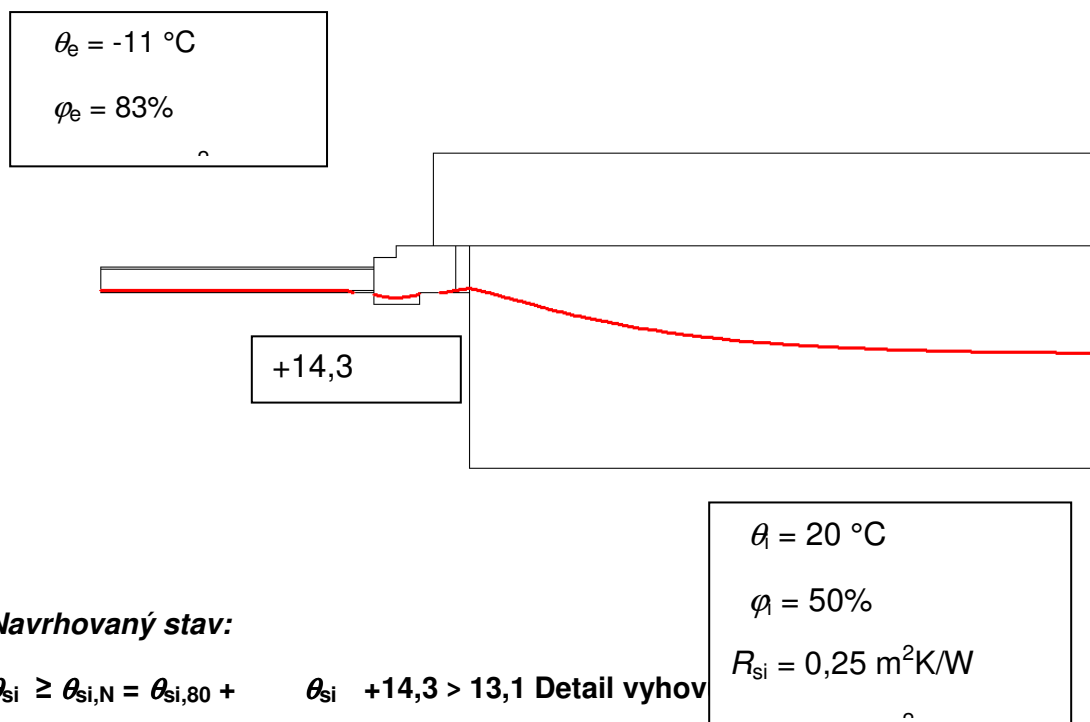 θe = -11 °C
φe = 83%
+14,3
θi = 20 °C
φi = 50%
Rsi = 0,25 m²K/W
Navrhovaný stav:
θsi ≥ θsi,N = θsi,80 + θsi +14,3 > 13,1 Detail vyhov